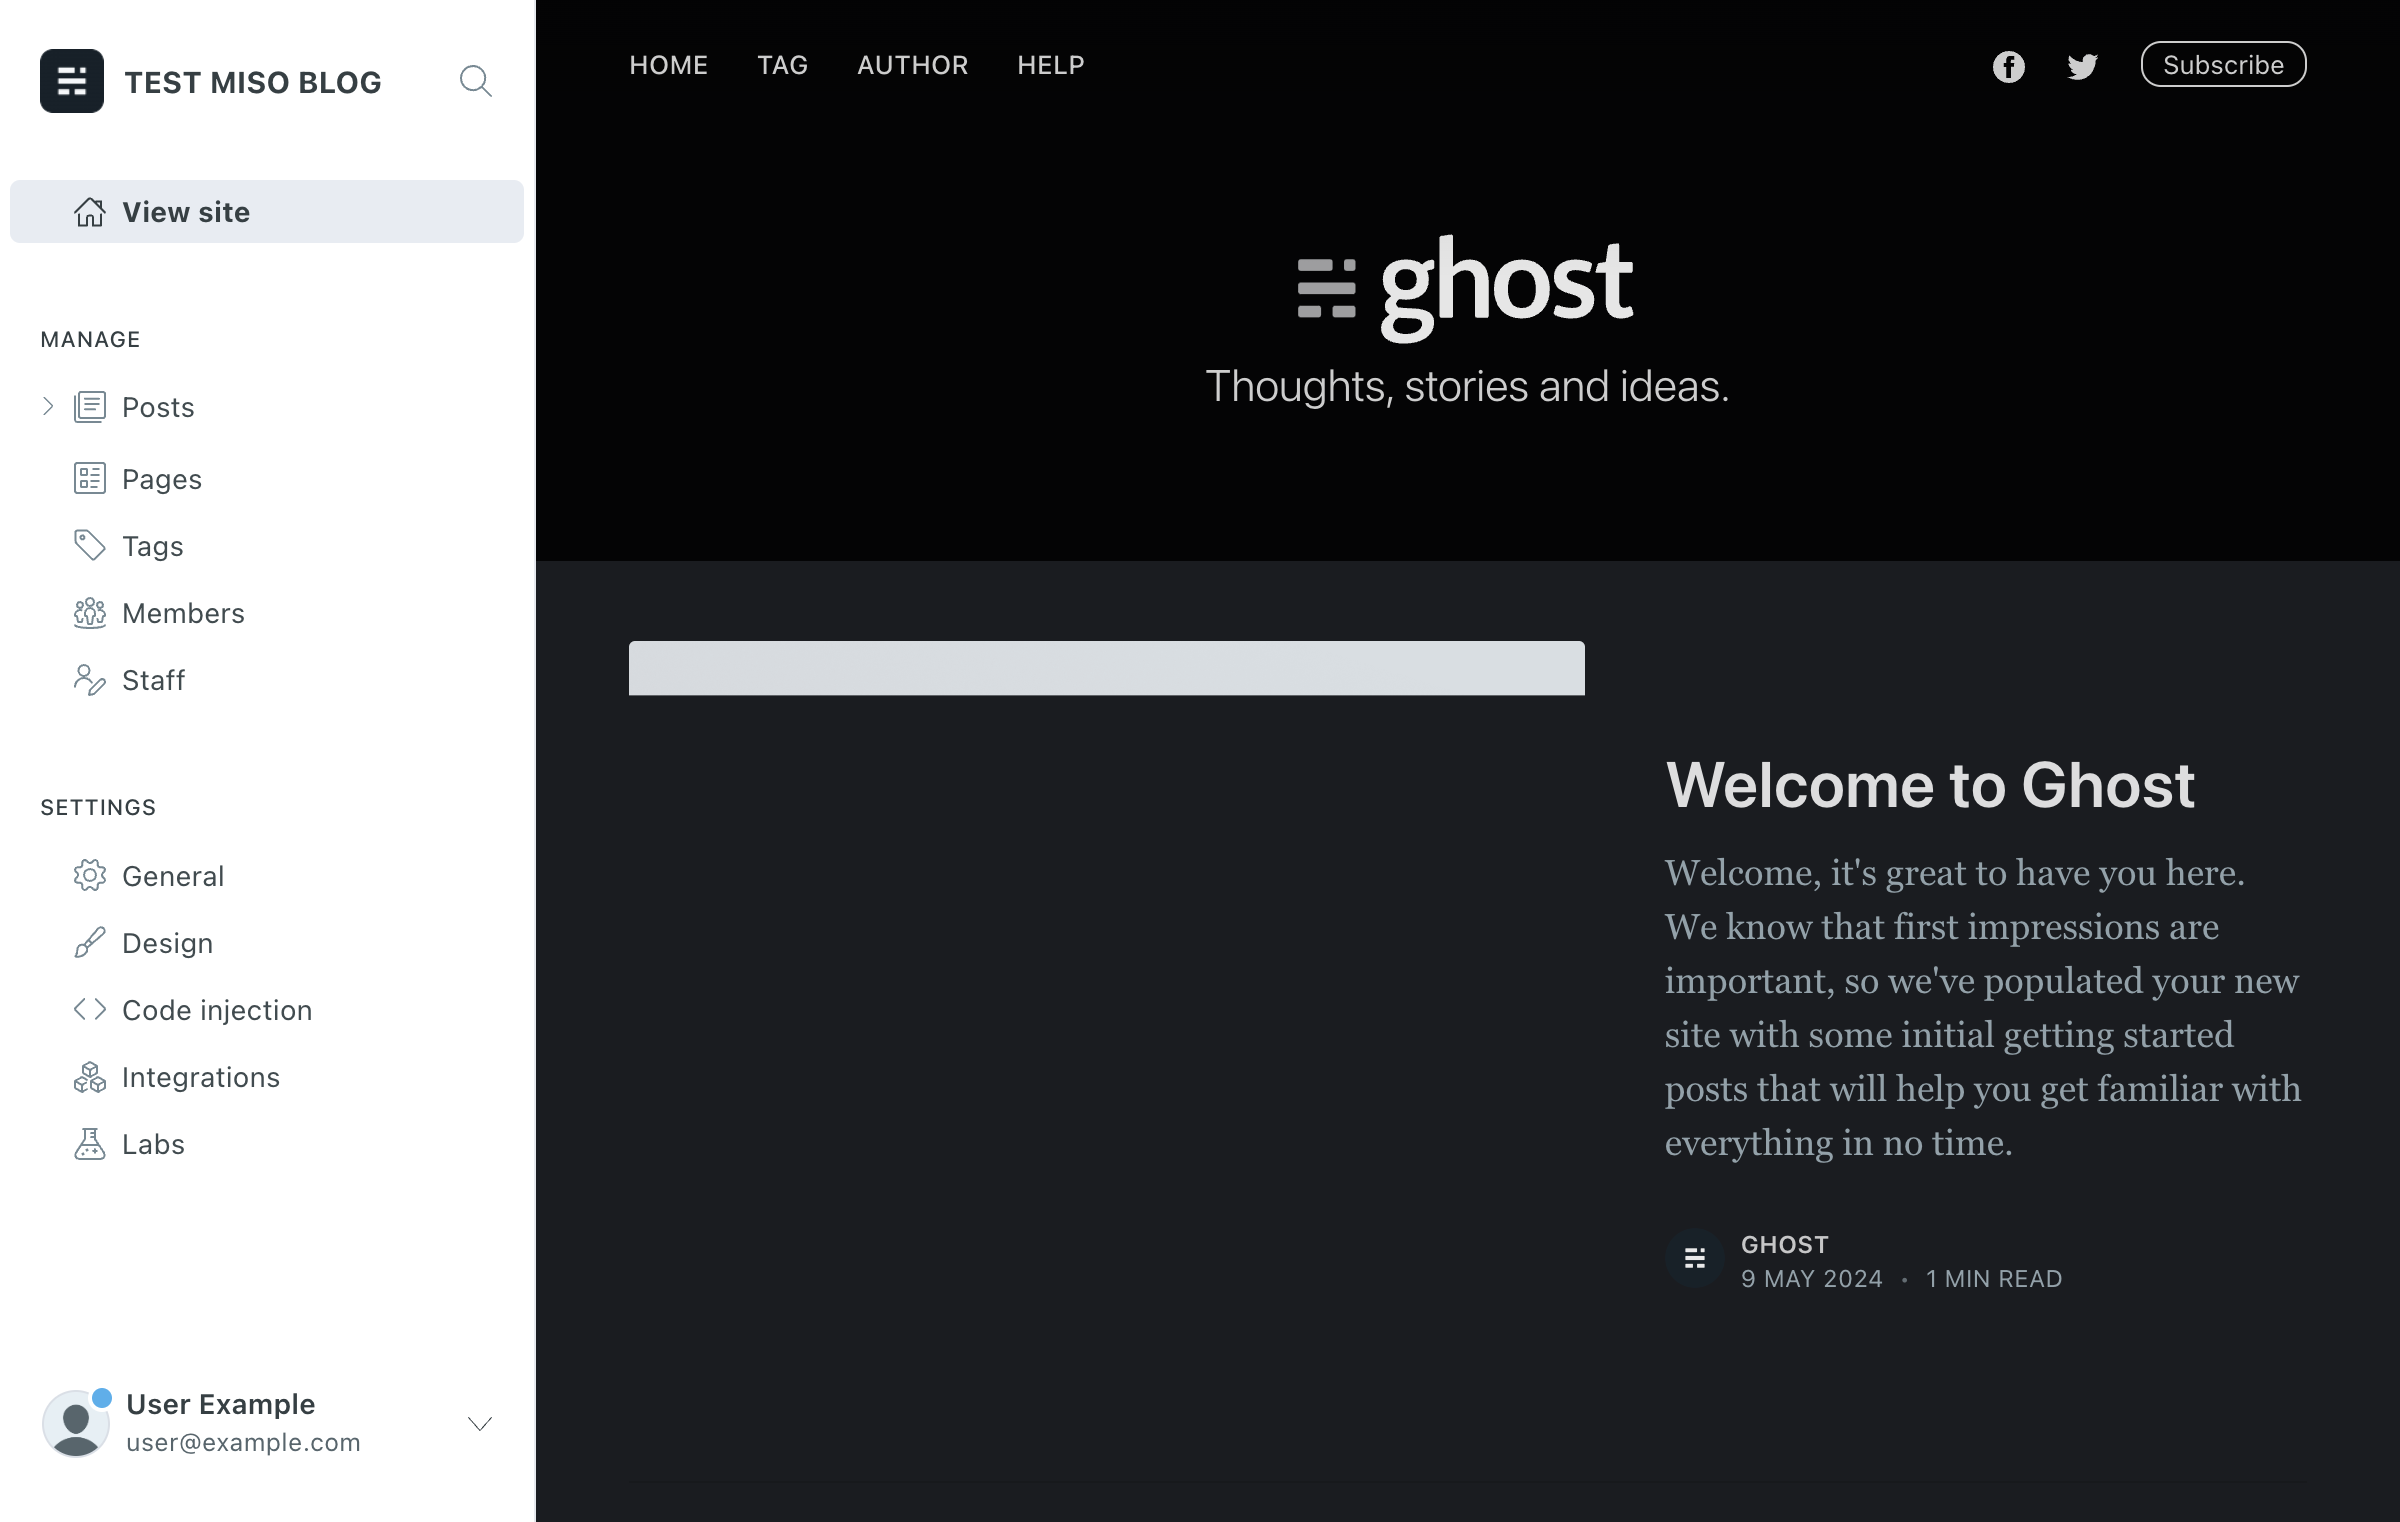 TEST MISO BLOG
View site
MANAGE
Posts
Pages
Tags
Members
Staff
SETTINGS
General
Design
Code injection
Integrations
Labs
User Example
user@example.com
HOME TAG AUTHOR HELP
Subscribe
ghost
Thoughts, stories and ideas.
Welcome to Ghost
Welcome, it's great to have you here.
We know that first impressions are
important, so we've populated your new
site with some initial getting started
posts that will help you get familiar with
everything in no time.
GHOST
9 MAY 2024 • 1 MIN READ